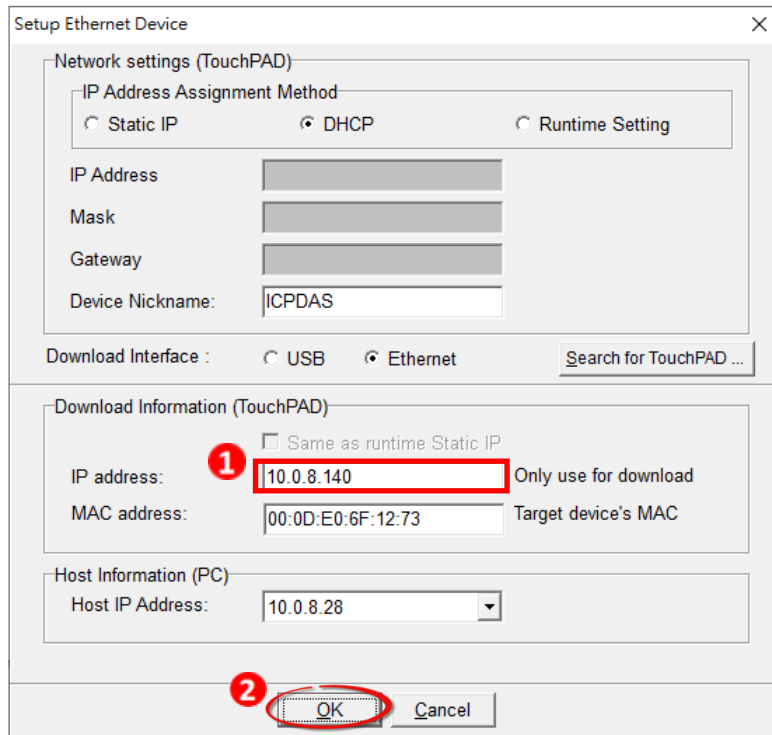 Setup Ethernet Device
Network settings (TouchPAD)
IP Address Assignment Method
Static IP DHCP Runtime Setting
IP Address
Mask
Gateway
Device Nickname: ICPDAS
Download Interface : USB Ethernet Search for TouchPAD ...
Download Information (TouchPAD)
Same as runtime Static IP
1
IP address: 10.0.8.140 Only use for download
MAC address: 00:0D:E0:6F:12:73 Target device's MAC
Host Information (PC)
Host IP Address: 10.0.8.28
2
OK Cancel